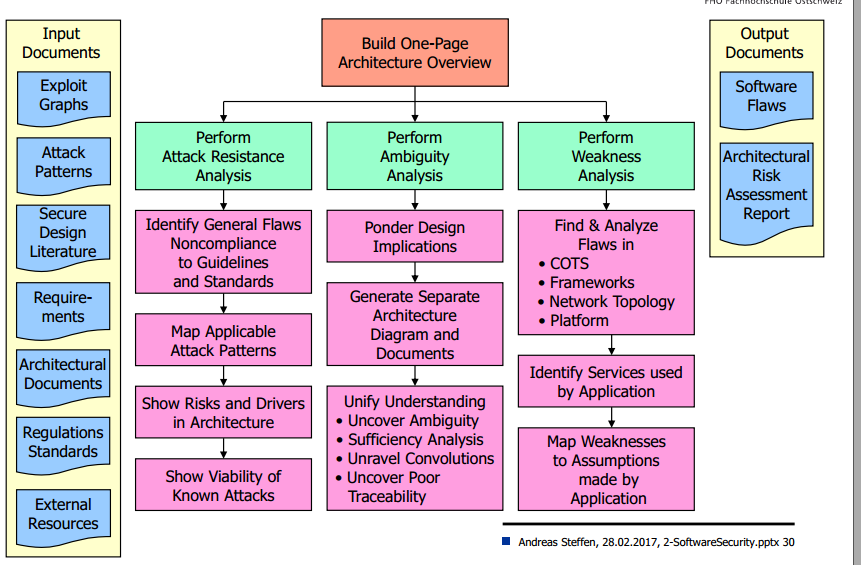 FHO Fachhochschule Ostschweiz
Input
Documents
Exploit
Graphs
Attack
Patterns
Secure
Design
Literature
Require-
ments
Architectural
Documents
Regulations
Standards
External
Resources
Build One-Page
Architecture Overview
Perform
Attack Resistance
Analysis
Identify General Flaws
Noncompliance
to Guidelines
and Standards
Map Applicable
Attack Patterns
Show Risks and Drivers
in Architecture
Show Viability of
Known Attacks
Perform
Ambiguity
Analysis
Ponder Design
Implications
Generate Separate
Architecture
Diagram and
Documents
Unify Understanding
• Uncover Ambiguity
• Sufficiency Analysis
• Unravel Convolutions
• Uncover Poor
Traceability
Perform
Weakness
Analysis
Find & Analyze
Flaws in
• COTS
• Frameworks
• Network Topology
• Platform
Identify Services used
by Application
Map Weaknesses
to Assumptions
made by
Application
Output
Documents
Software
Flaws
Architectural
Risk
Assessment
Report
Andreas Steffen, 28.02.2017, 2-SoftwareSecurity.pptx 30